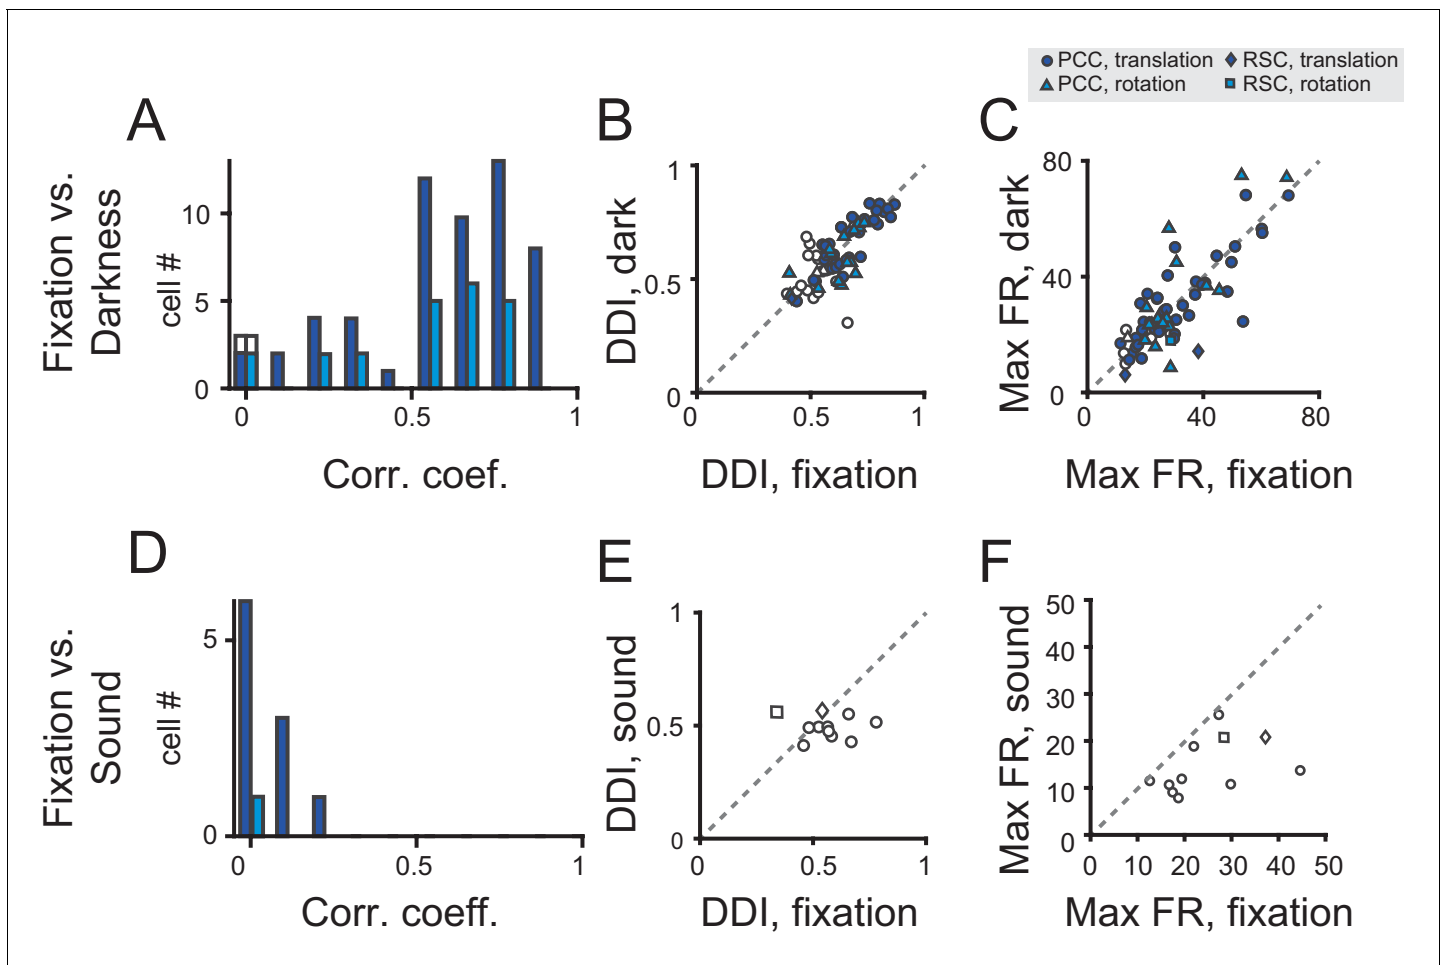 PCC, translation RSC, translation
PCC, rotation RSC, rotation
A
B
C
Fixation vs.
Darkness
cell #
10
5
0
0 0.5 1
Corr. coef.
DDI, dark
1
0.5
0
0 0.5 1
DDI, fixation
Max FR, dark
80
40
0
0 40 80
Max FR, fixation
D
E
F
Fixation vs.
Sound
cell #
5
0
0 0.5 1
Corr. coeff.
DDI, sound
1
0.5
0
0 0.5 1
DDI, fixation
Max FR, sound
50
40
30
20
10
0
0 10 20 30 40 50
Max FR, fixation